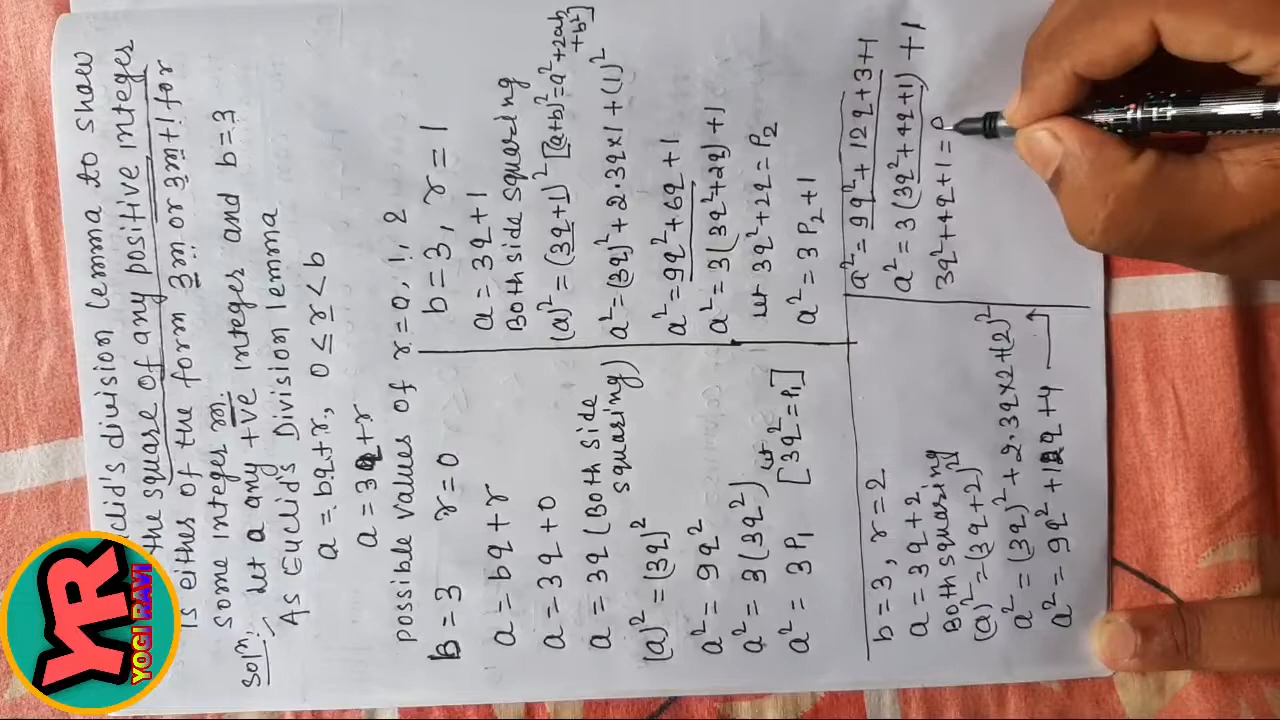 clid's division lemma to show
the square of any positive integer
is either of the form 3m or 3m+1 for
some integer m.
Solⁿ: Let a any +ve integer and b=3
As Euclid's Division lemma
a = bq+r, 0≤r<b
a = 3q+r
possible values of r=0,1,2
B=3 r=0
a = bq+r
a = 3q+0
a = 3q (Both side squaring)
(a)² = (3q)²
a² = 9q²
a² = 3(3q²) let
a² = 3P₁ [3q²=P₁]
b=3, r=1
a=3q+1
Both side squaring
(a)²=(3q+1)² [(a+b)²=a²+2ab+b²]
a²=(3q)²+2·3q×1+(1)²
a²=9q²+6q+1
a²=3(3q²+2q)+1
Let 3q²+2q=P₂
a²=3P₂+1
b=3, r=2
a=3q+2
Both squaring
(a)²=(3q+2)²
a²=(3q)²+2·3q×2+(2)²
a²=9q²+12q+4
a²=9q²+12q+3+1
a²=3(3q²+4q+1)+1
3q²+4q+1=
YR
YOGI RAVI